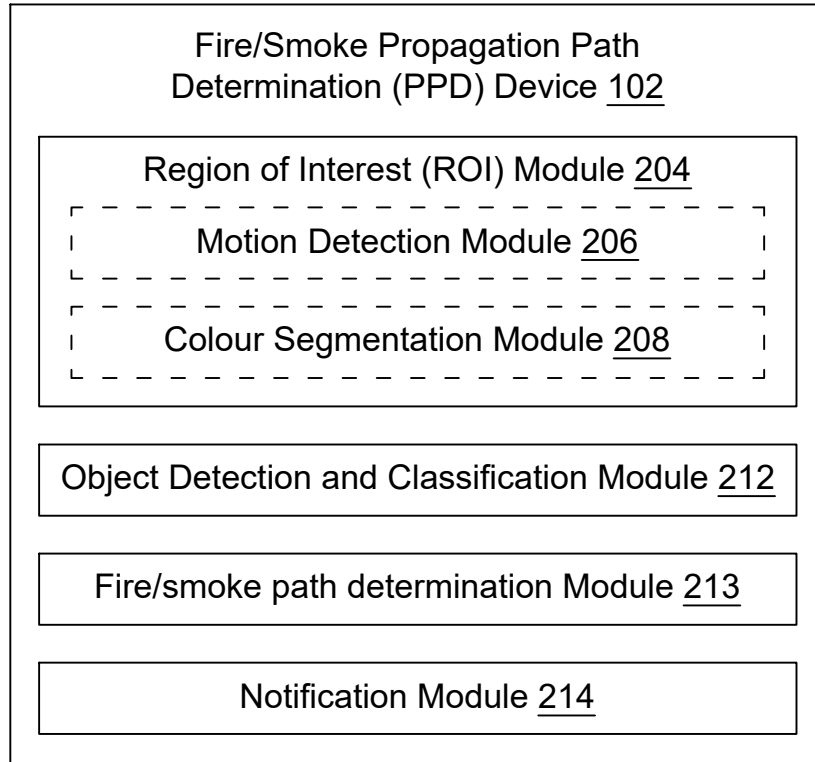 Fire/Smoke Propagation Path
Determination (PPD) Device 102
Region of Interest (ROI) Module 204
Motion Detection Module 206
Colour Segmentation Module 208
Object Detection and Classification Module 212
Fire/smoke path determination Module 213
Notification Module 214